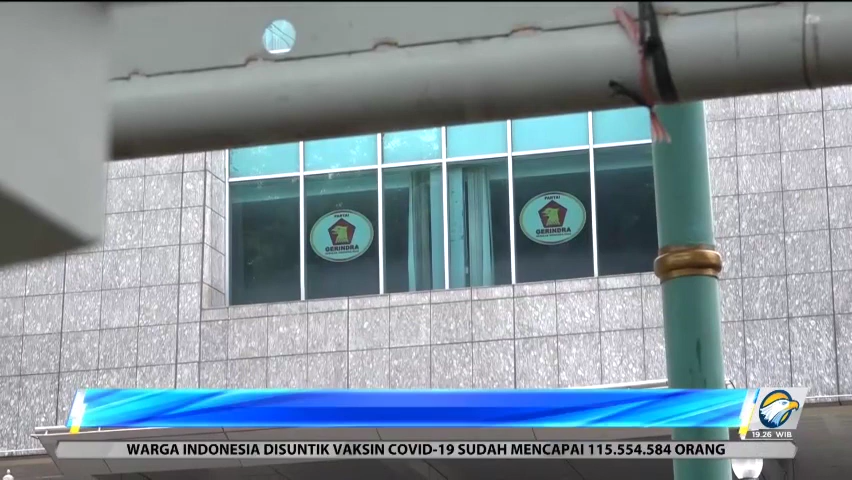 PARTAI
GERINDRA
PARTAI
GERINDRA
19.26 WIB
WARGA INDONESIA DISUNTIK VAKSIN COVID-19 SUDAH MENCAPAI 115.554.584 ORANG